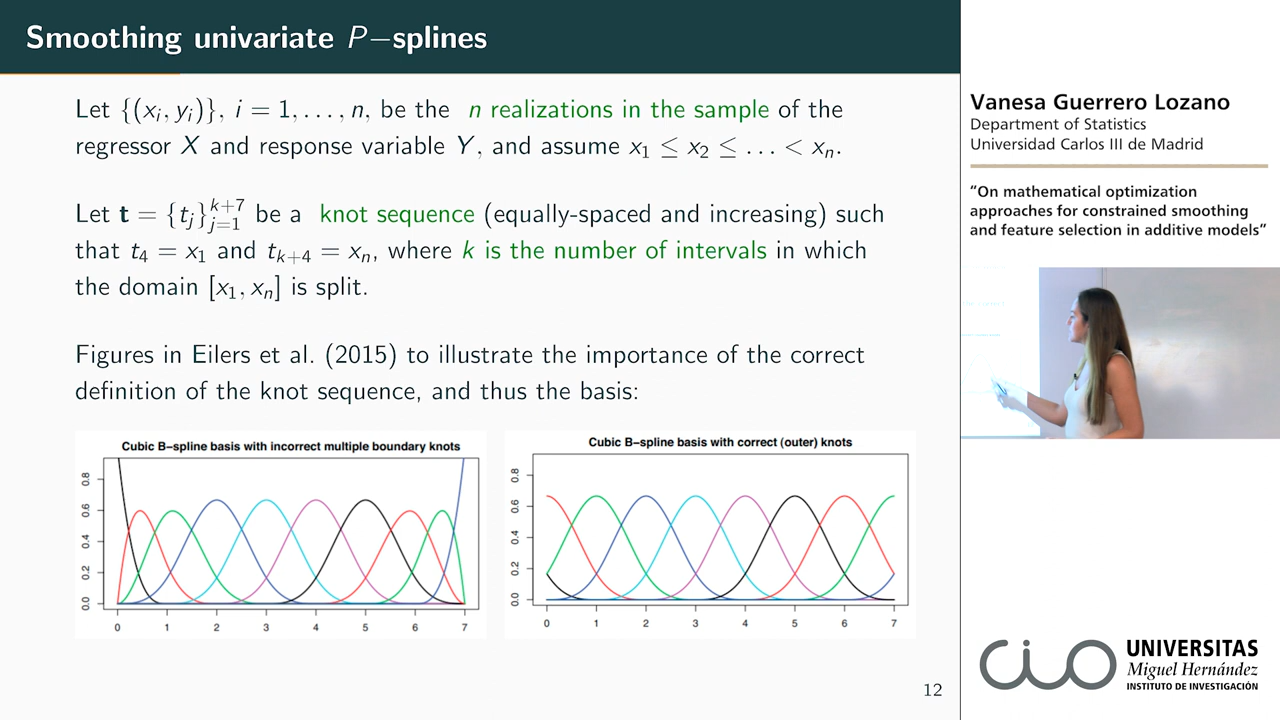 Smoothing univariate P−splines
Let {(xᵢ, yᵢ)}, i = 1, . . . , n, be the n realizations in the sample of the
regressor X and response variable Y, and assume x₁ ≤ x₂ ≤ . . . < xₙ.
Let t = {tⱼ}ⱼ₌₁ᵏ⁺⁷ be a knot sequence (equally-spaced and increasing) such
that t₄ = x₁ and tₖ₊₄ = xₙ, where k is the number of intervals in which
the domain [x₁, xₙ] is split.
Figures in Eilers et al. (2015) to illustrate the importance of the correct
definition of the knot sequence, and thus the basis:
Cubic B−spline basis with incorrect multiple boundary knots
0.8
0.6
0.4
0.2
0.0
0 1 2 3 4 5 6 7
Cubic B−spline basis with correct (outer) knots
0.8
0.6
0.4
0.2
0.0
0 1 2 3 4 5 6 7
12
Vanesa Guerrero Lozano
Department of Statistics
Universidad Carlos III de Madrid
“On mathematical optimization
approaches for constrained smoothing
and feature selection in additive models”
cio
UNIVERSITAS
Miguel Hernández
INSTITUTO DE INVESTIGACIÓN